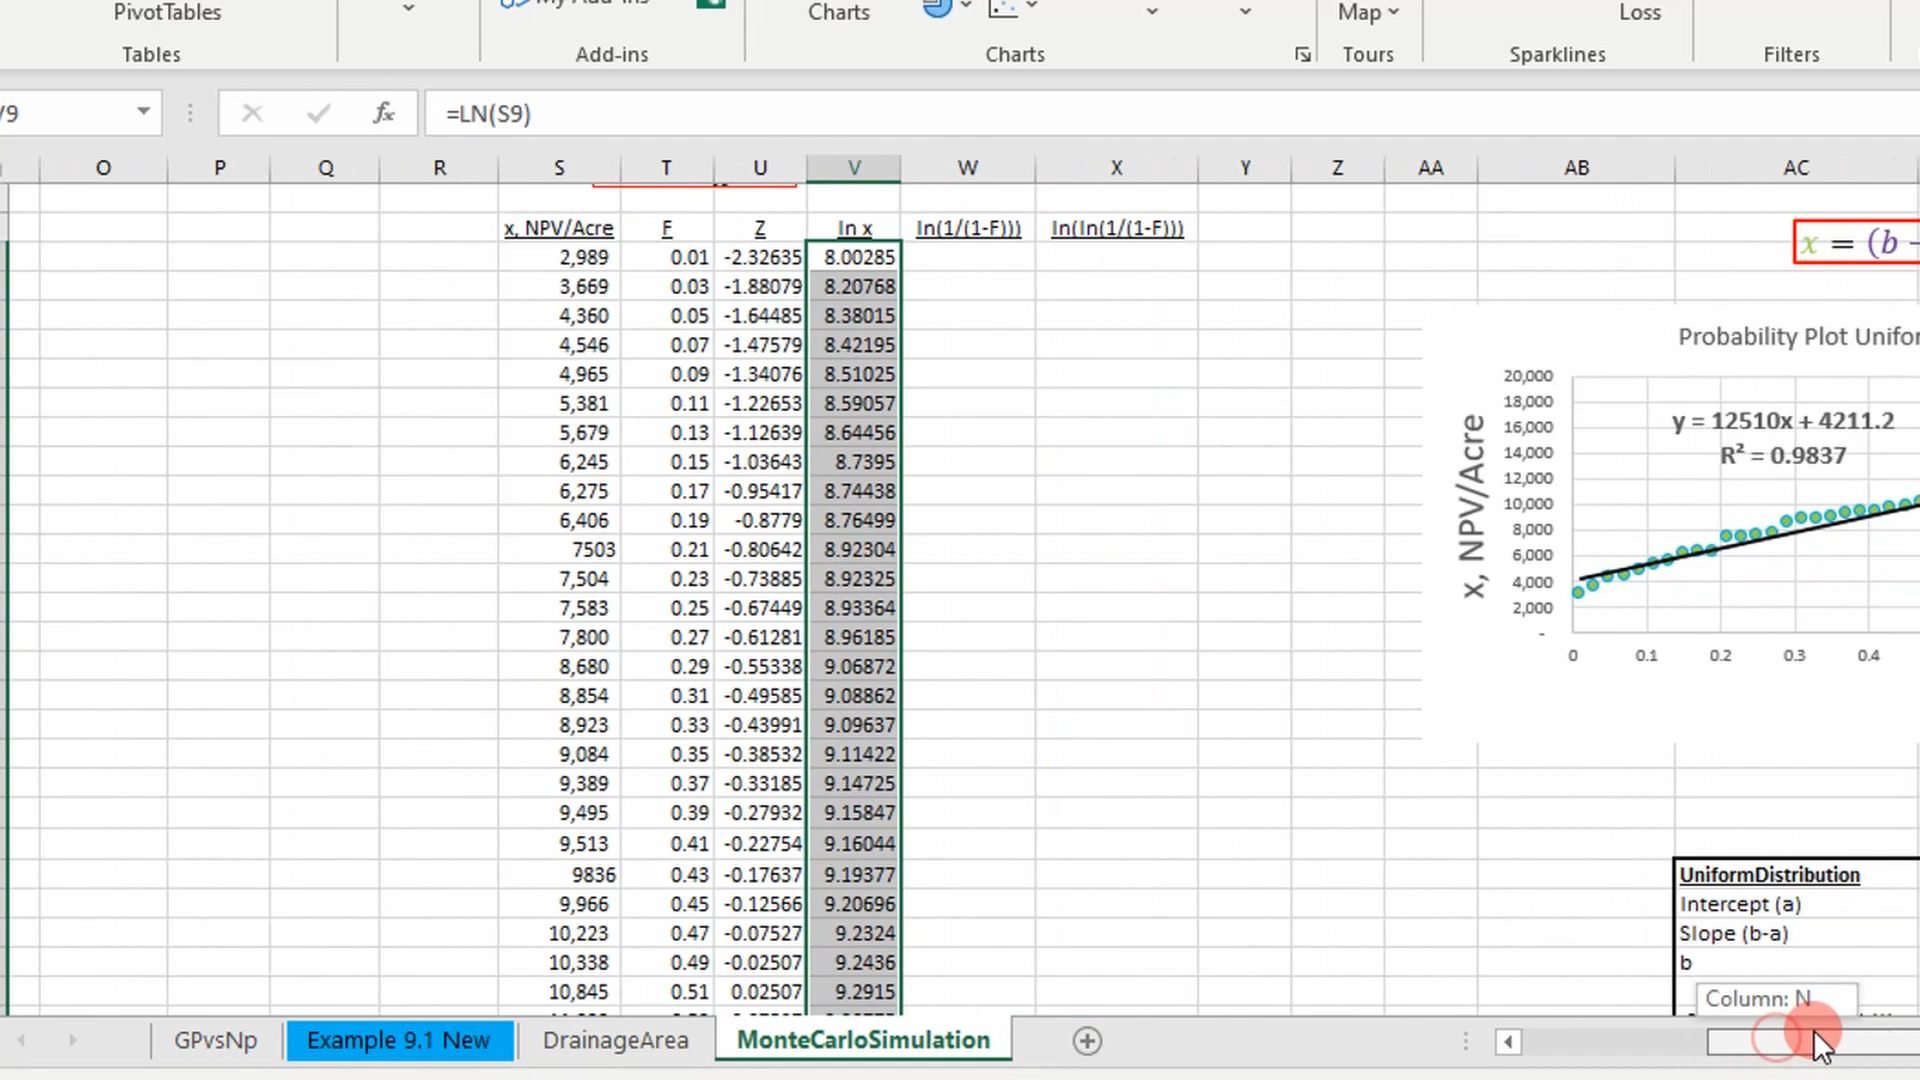 PivotTables
My Add-ins
Charts
Map
Loss
Tables
Add-ins
Charts
Tours
Sparklines
Filters
fx
=LN(S9)
O P Q R S T U V W X Y Z AA AB AC
x, NPV/Acre F Z ln x ln(1/(1-F))) ln(ln(1/(1-F)))
2,989 0.01 -2.32635 8.00285
3,669 0.03 -1.88079 8.20768
4,360 0.05 -1.64485 8.38015
4,546 0.07 -1.47579 8.42195
4,965 0.09 -1.34076 8.51025
5,381 0.11 -1.22653 8.59057
5,679 0.13 -1.12639 8.64456
6,245 0.15 -1.03643 8.7395
6,275 0.17 -0.95417 8.74438
6,406 0.19 -0.8779 8.76499
7503 0.21 -0.80642 8.92304
7,504 0.23 -0.73885 8.92325
7,583 0.25 -0.67449 8.93364
7,800 0.27 -0.61281 8.96185
8,680 0.29 -0.55338 9.06872
8,854 0.31 -0.49585 9.08862
8,923 0.33 -0.43991 9.09637
9,084 0.35 -0.38532 9.11422
9,389 0.37 -0.33185 9.14725
9,495 0.39 -0.27932 9.15847
9,513 0.41 -0.22754 9.16044
9836 0.43 -0.17637 9.19377
9,966 0.45 -0.12566 9.20696
10,223 0.47 -0.07527 9.2324
10,338 0.49 -0.02507 9.2436
10,845 0.51 0.02507 9.2915
x = (b -
Probability Plot Unifor
x, NPV/Acre
20,000
18,000
16,000
14,000
12,000
10,000
8,000
6,000
4,000
2,000
-
y = 12510x + 4211.2
R² = 0.9837
0 0.1 0.2 0.3 0.4
UniformDistribution
Intercept (a)
Slope (b-a)
b
Column: N
GPvsNp
Example 9.1 New
DrainageArea
MonteCarloSimulation